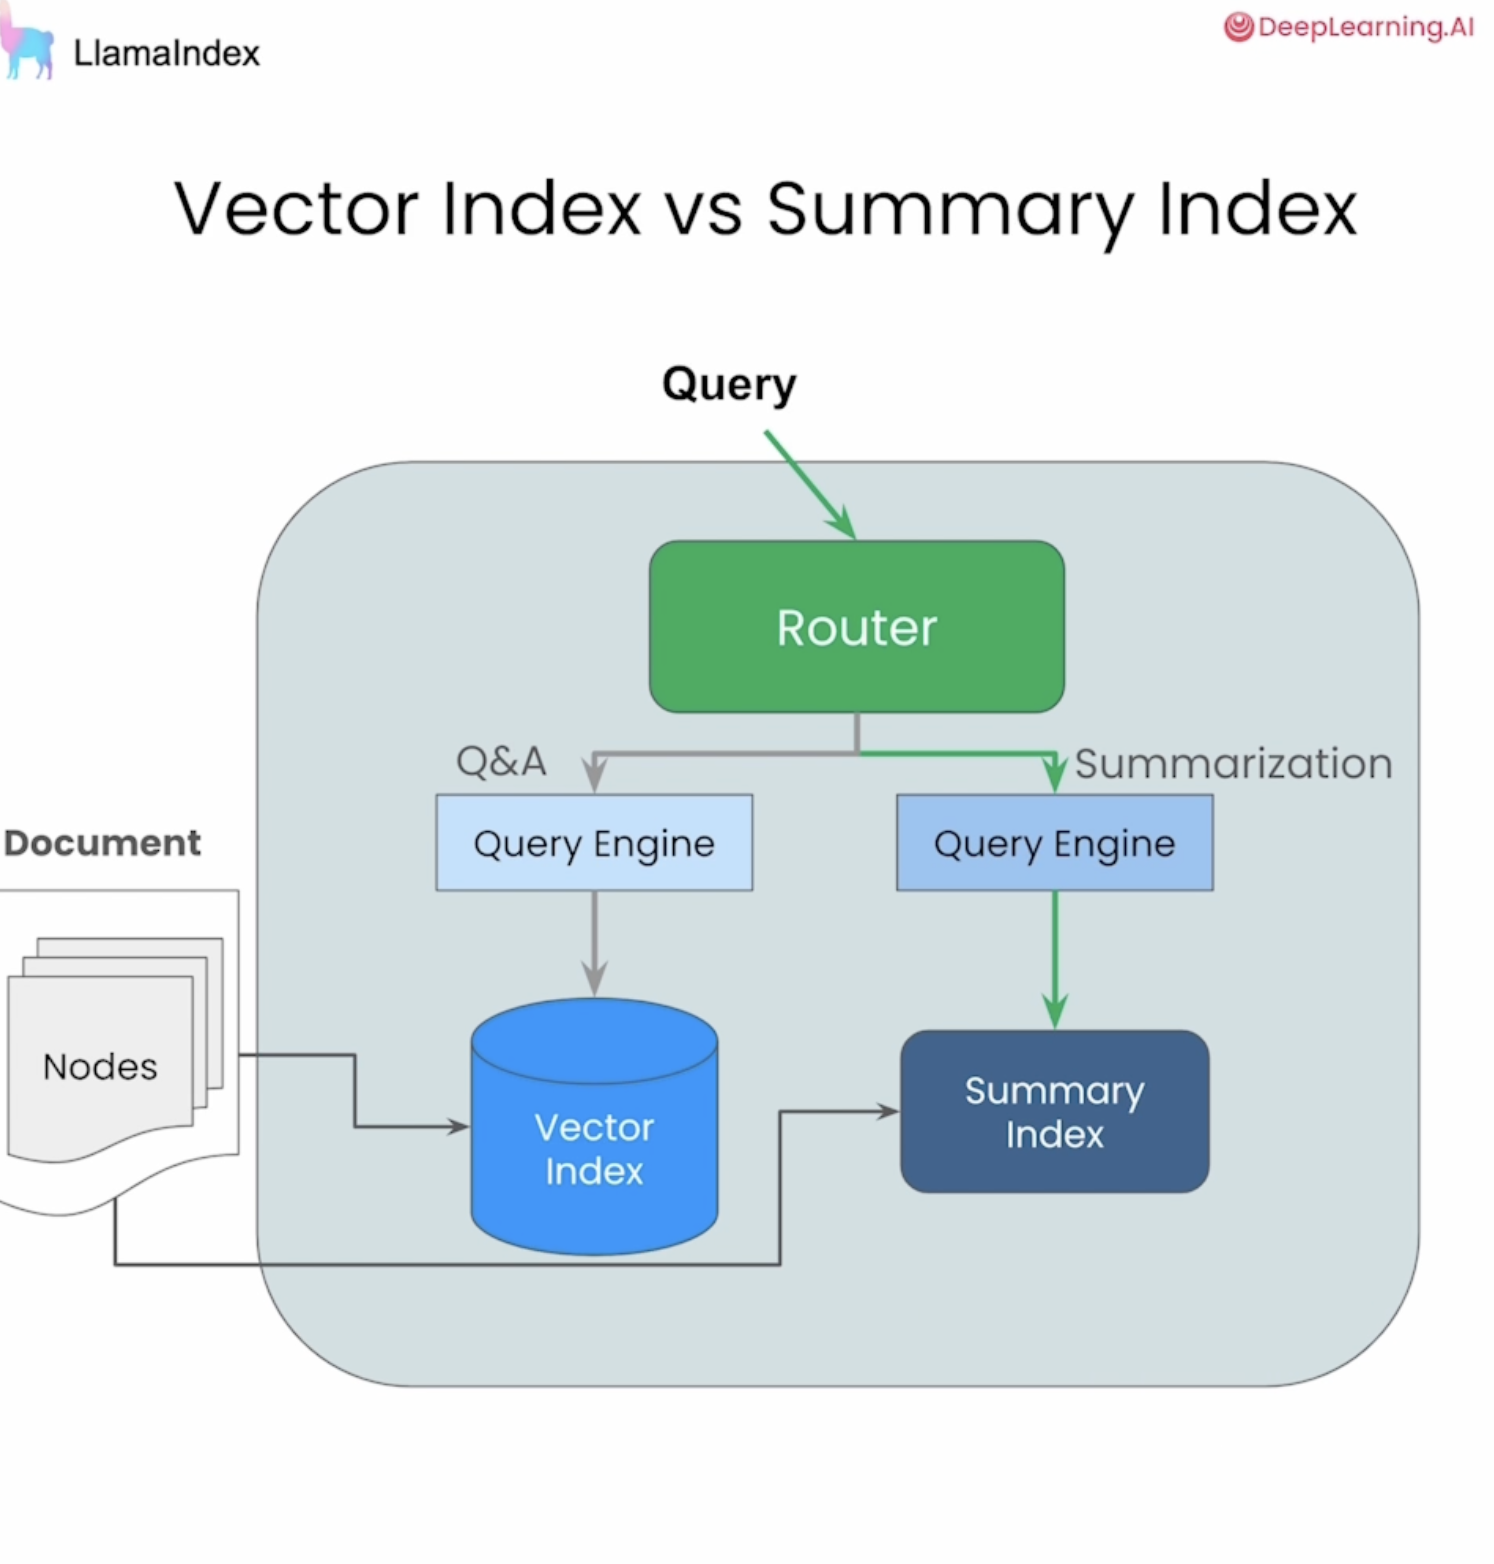 LlamaIndex
DeepLearning.AI
Vector Index vs Summary Index
Query
Router
Q&A
Summarization
Query Engine
Query Engine
Document
Nodes
Vector
Index
Summary
Index